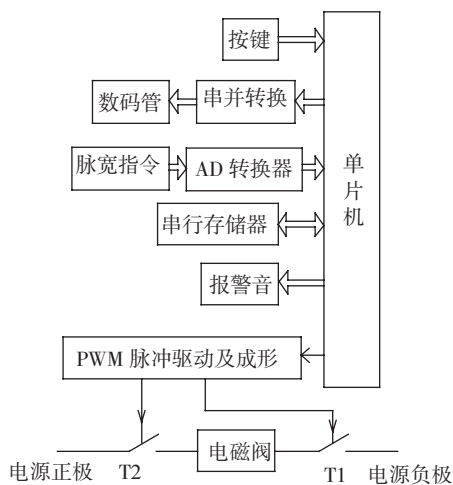 按键
数码管
串并转换
脉宽指令
AD 转换器
单片机
串行存储器
报警音
PWM 脉冲驱动及成形
电磁阀
电源正极
T2
T1
电源负极